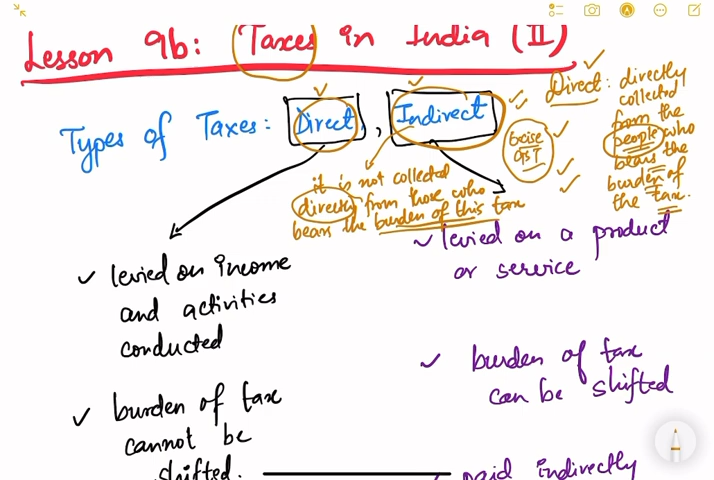 Lesson 9b: Taxes in India (II)
Types of Taxes: Direct, Indirect
Excise
GST
Direct: directly
collected
from the
people who
bears the
burden of
the tax.
it is not collected
directly from those who
bears the burden of this tax
levied on income
and activities
conducted
burden of tax
cannot be
shifted.
levied on a product
or service
burden of tax
can be shifted
paid indirectly